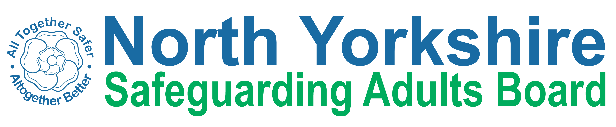 All Together Safer
Altogether Better
North Yorkshire
Safeguarding Adults Board